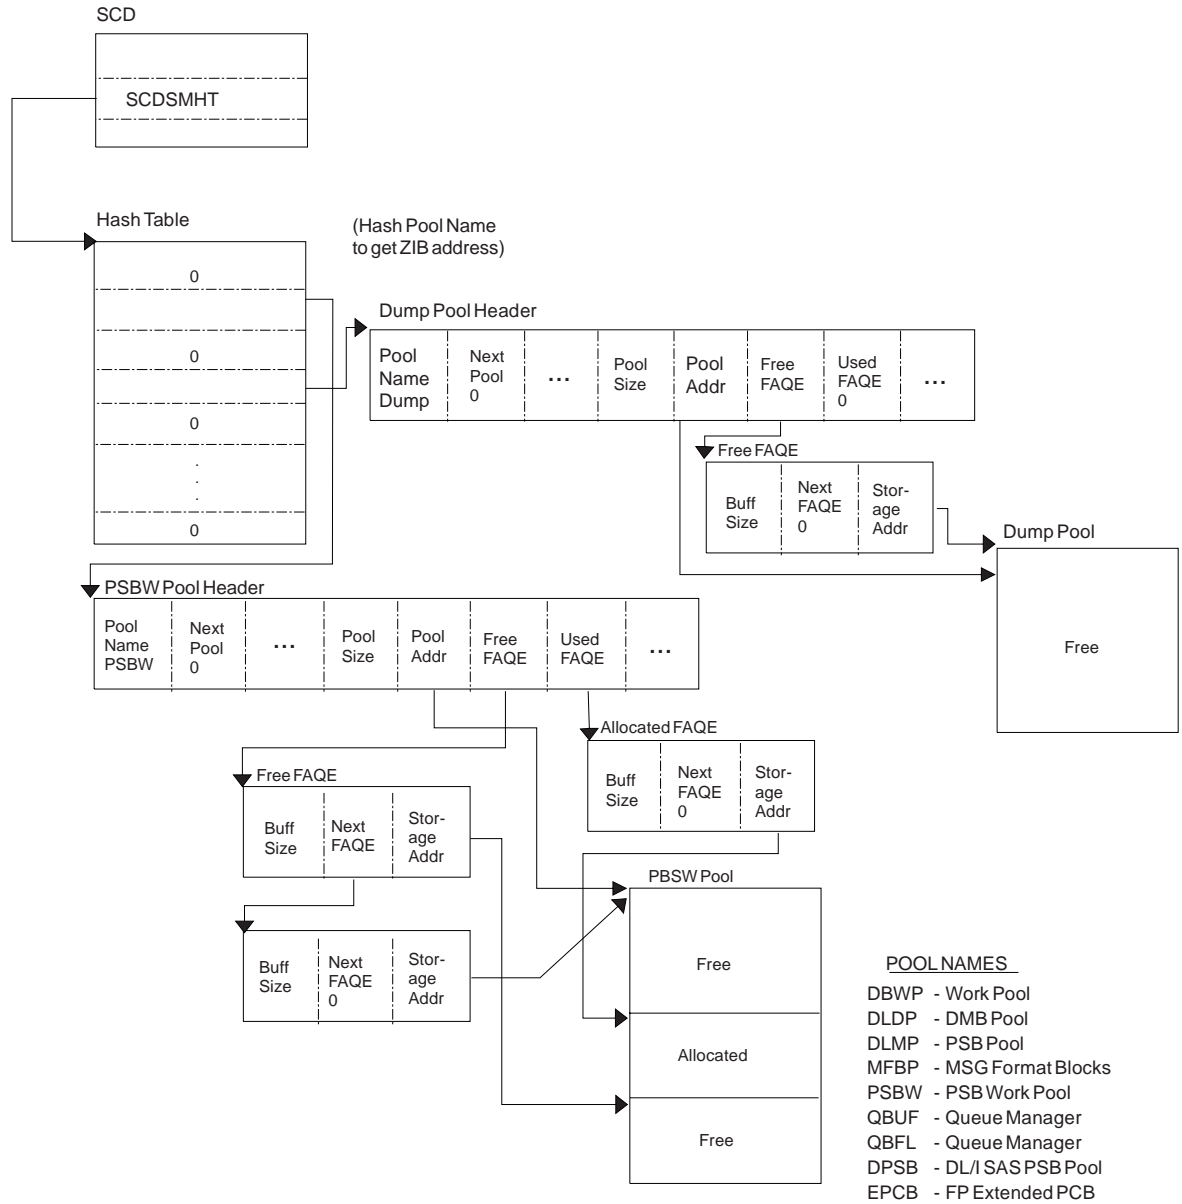 SCD
SCDSMHT
Hash Table
(Hash Pool Name
to get ZIB address)
0
0
0
.
.
.
0
Dump Pool Header
Pool
Name
Dump
Next
Pool
0
...
Pool
Size
Pool
Addr
Free
FAQE
Used
FAQE
0
...
Free FAQE
Buff
Size
Next
FAQE
0
Stor-
age
Addr
Dump Pool
Free
PSBW Pool Header
Pool
Name
PSBW
Next
Pool
0
...
Pool
Size
Pool
Addr
Free
FAQE
Used
FAQE
...
Allocated FAQE
Buff
Size
Next
FAQE
0
Stor-
age
Addr
Free FAQE
Buff
Size
Next
FAQE
Stor-
age
Addr
Buff
Size
Next
FAQE
0
Stor-
age
Addr
PBSW Pool
Free
Allocated
Free
POOL NAMES
DBWP - Work Pool
DLDP - DMB Pool
DLMP - PSB Pool
MFBP - MSG Format Blocks
PSBW - PSB Work Pool
QBUF - Queue Manager
QBFL - Queue Manager
DPSB - DL/I SAS PSB Pool
EPCB - FP Extended PCB